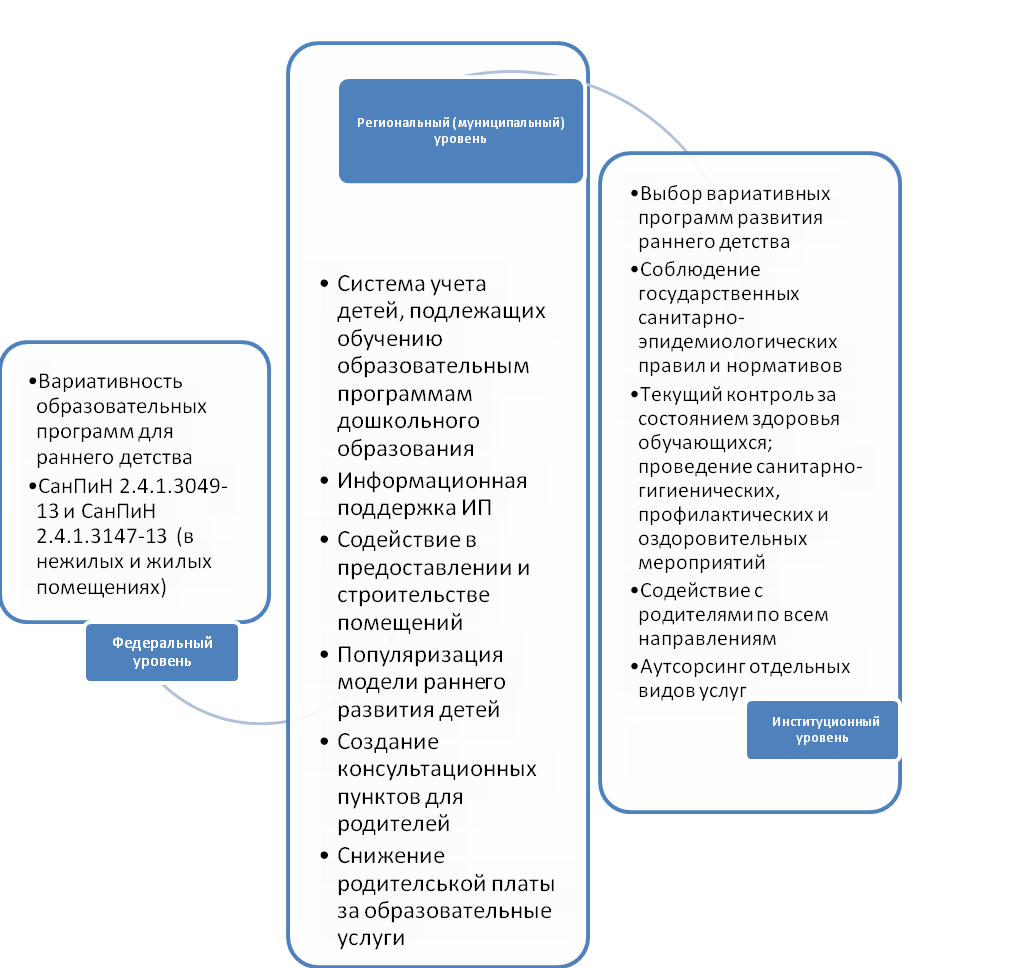 •Вариативность
образовательных
программ для
раннего детства
•СанПиН 2.4.1.3049-
13 и СанПиН
2.4.1.3147-13 (в
нежилых и жилых
помещениях)
Федеральный
уровень
Региональный (муниципальный)
уровень
• Система учета
детей, подлежащих
обучению
образовательным
программам
дошкольного
образования
• Информационная
поддержка ИП
• Содействие в
предоставлении и
строительстве
помещений
• Популяризация
модели раннего
развития детей
• Создание
консультационных
пунктов для
родителей
• Снижение
родителськой платы
за образовательные
услуги
•Выбор вариативных
программ развития
раннего детства
•Соблюдение
государственных
санитарно-
эпидемиологических
правил и нормативов
•Текущий контроль за
состоянием здоровья
обучающихся;
проведение санитарно-
гигиенических,
профилактических и
оздоровительных
мероприятий
•Содействие с
родителями по всем
направлениям
•Аутсорсинг отдельных
видов услуг
Институционный
уровень